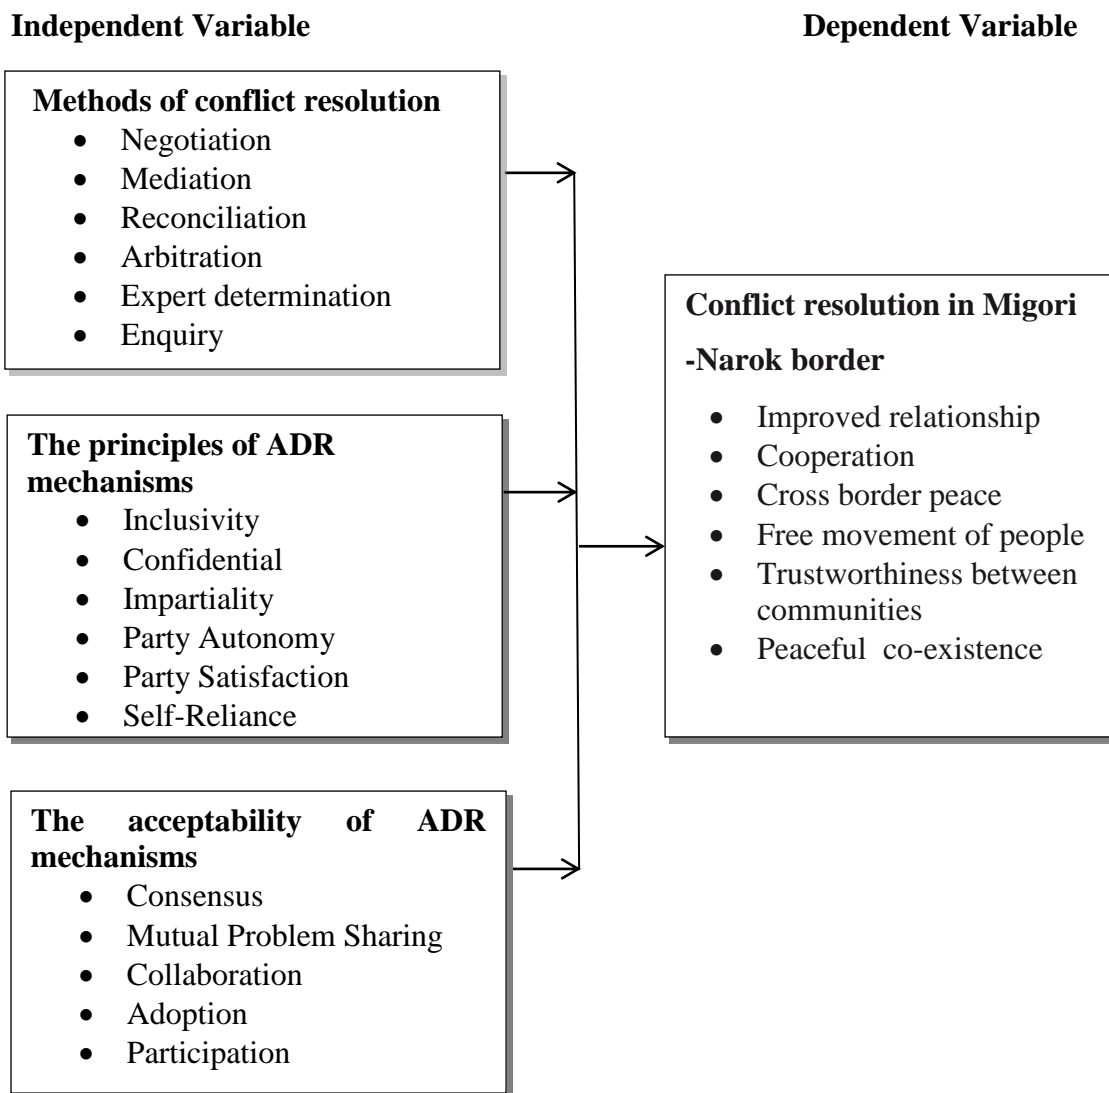 Independent Variable
Dependent Variable
Methods of conflict resolution
• Negotiation
• Mediation
• Reconciliation
• Arbitration
• Expert determination
• Enquiry
The principles of ADR
mechanisms
• Inclusivity
• Confidential
• Impartiality
• Party Autonomy
• Party Satisfaction
• Self-Reliance
The acceptability of ADR
mechanisms
• Consensus
• Mutual Problem Sharing
• Collaboration
• Adoption
• Participation
Conflict resolution in Migori
-Narok border
• Improved relationship
• Cooperation
• Cross border peace
• Free movement of people
• Trustworthiness between
communities
• Peaceful co-existence